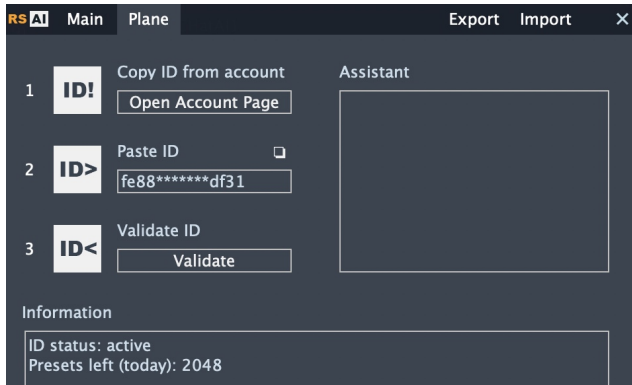 RS AI Main Plane Export Import ×
Copy ID from account
1 ID! Open Account Page
Paste ID
2 ID> fe88*******df31
Validate ID
3 ID< Validate
Assistant
Information
ID status: active
Presets left (today): 2048